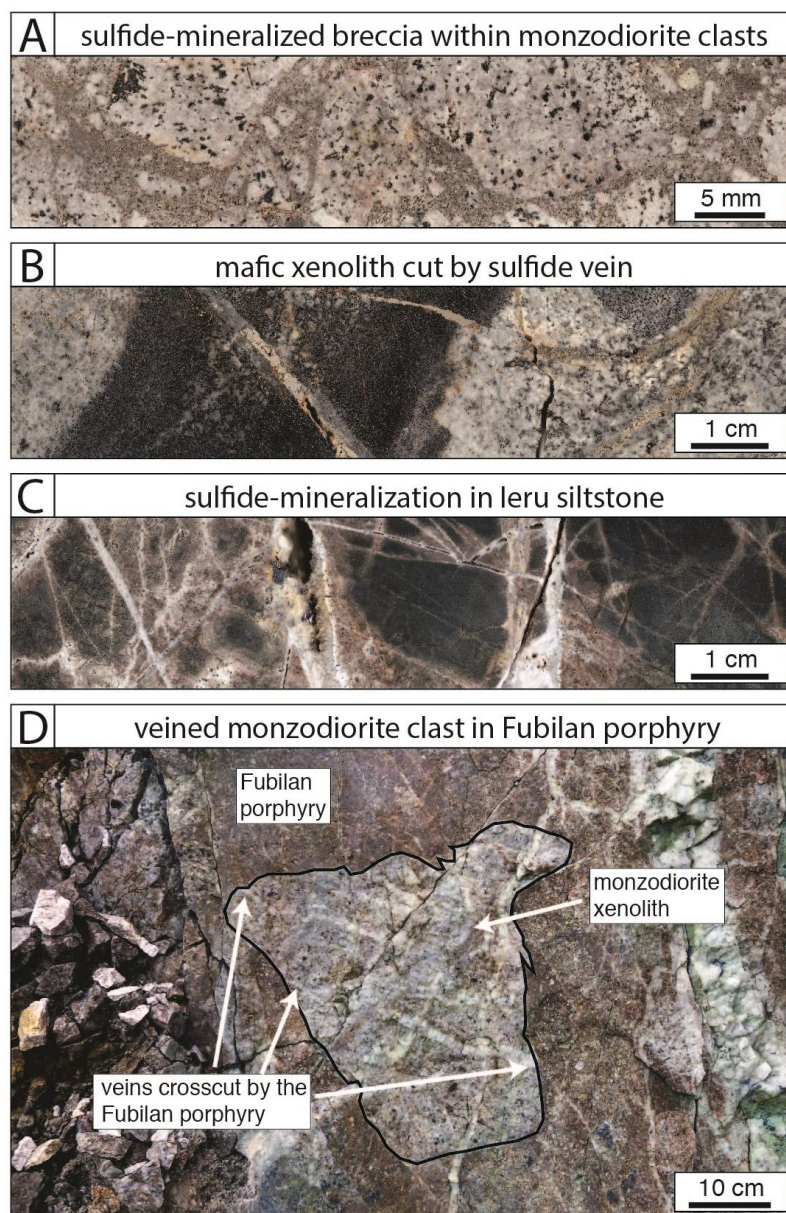 A sulfide-mineralized breccia within monzodiorite clasts
5 mm
B mafic xenolith cut by sulfide vein
1 cm
C sulfide-mineralization in Ieru siltstone
1 cm
D veined monzodiorite clast in Fubilan porphyry
Fubilan
porphyry
monzodiorite
xenolith
veins crosscut by the
Fubilan porphyry
10 cm